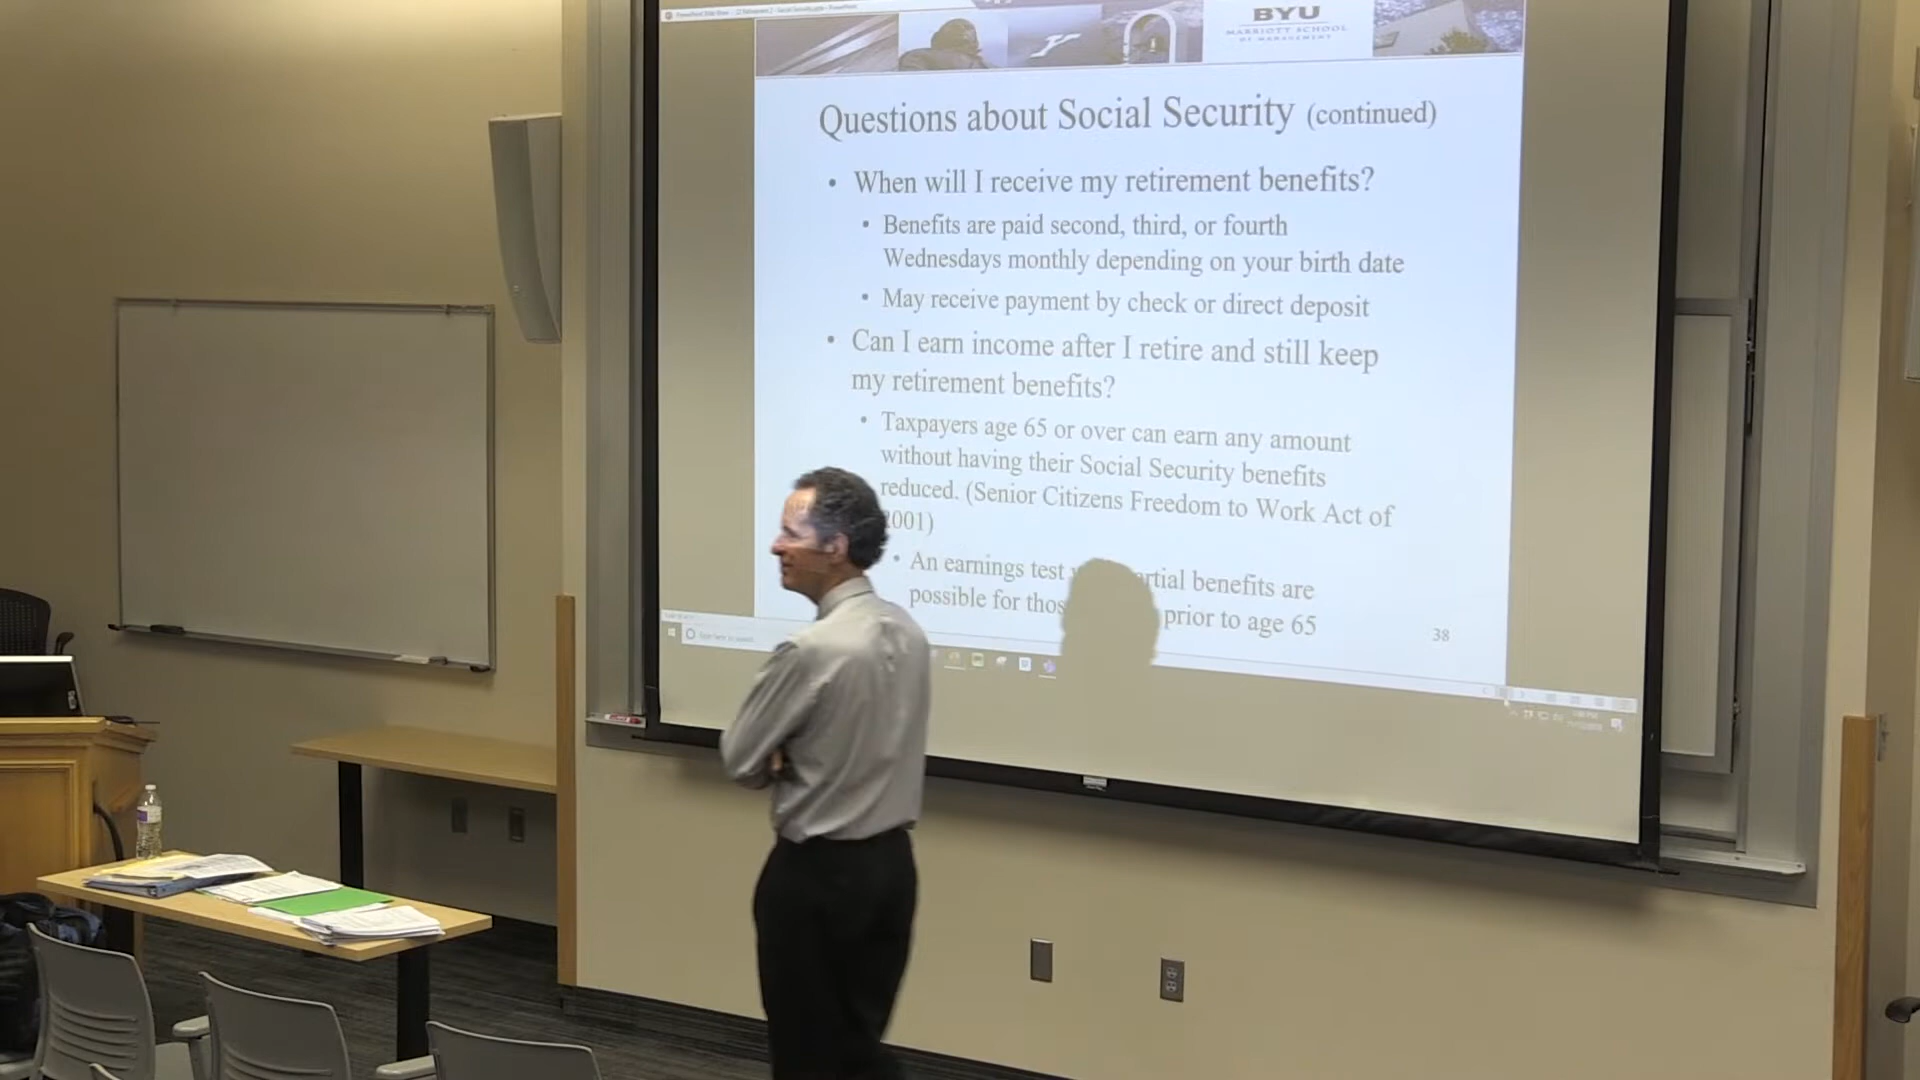 BYU
MARRIOTT SCHOOL
OF MANAGEMENT
Questions about Social Security (continued)
• When will I receive my retirement benefits?
• Benefits are paid second, third, or fourth
Wednesdays monthly depending on your birth date
• May receive payment by check or direct deposit
• Can I earn income after I retire and still keep
my retirement benefits?
• Taxpayers age 65 or over can earn any amount
without having their Social Security benefits
reduced. (Senior Citizens Freedom to Work Act of
2001)
• An earnings test benefits are
possible for prior to age 65
38